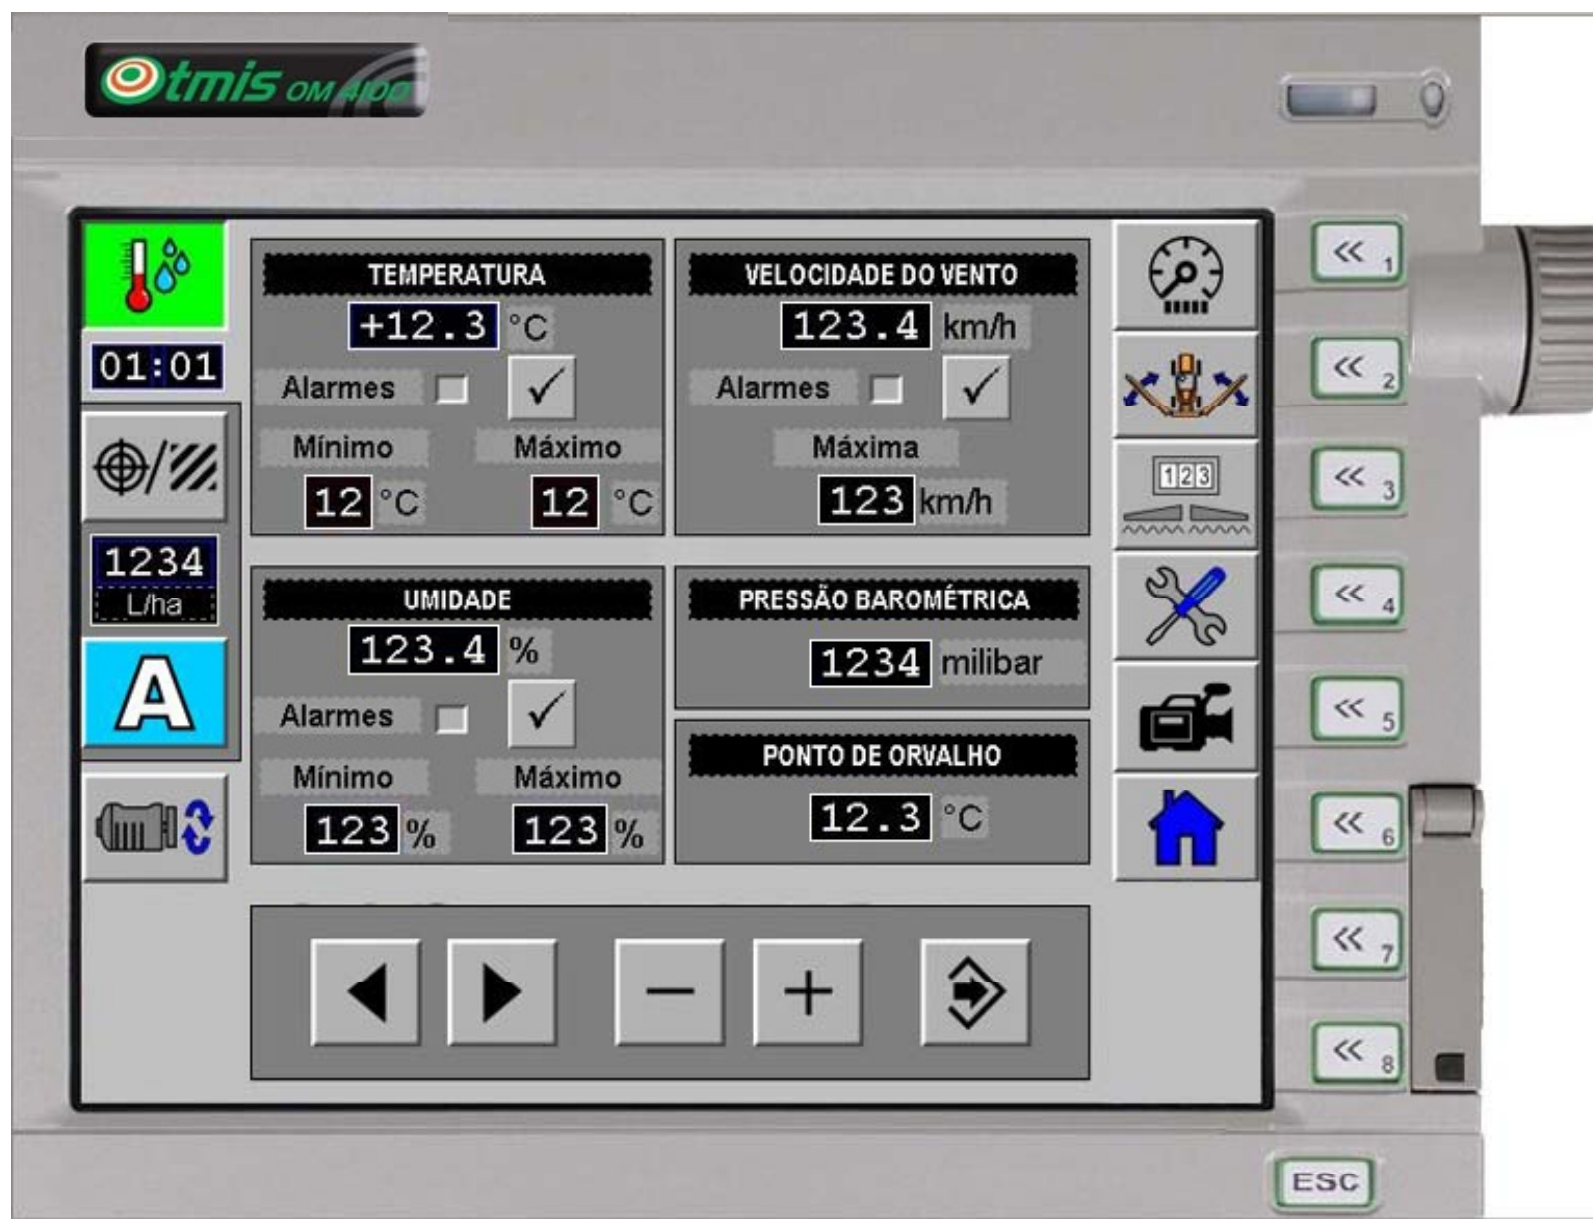 Otmis OM 4100
TEMPERATURA
+12.3 °C
Alarmes
Mínimo Máximo
12 °C 12 °C
VELOCIDADE DO VENTO
123.4 km/h
Alarmes
Máxima
123 km/h
01:01
1234
L/ha
A
UMIDADE
123.4 %
Alarmes
Mínimo Máximo
123 % 123 %
PRESSÃO BAROMÉTRICA
1234 milibar
PONTO DE ORVALHO
12.3 °C
123
<< 1
<< 2
<< 3
<< 4
<< 5
<< 6
<< 7
<< 8
ESC